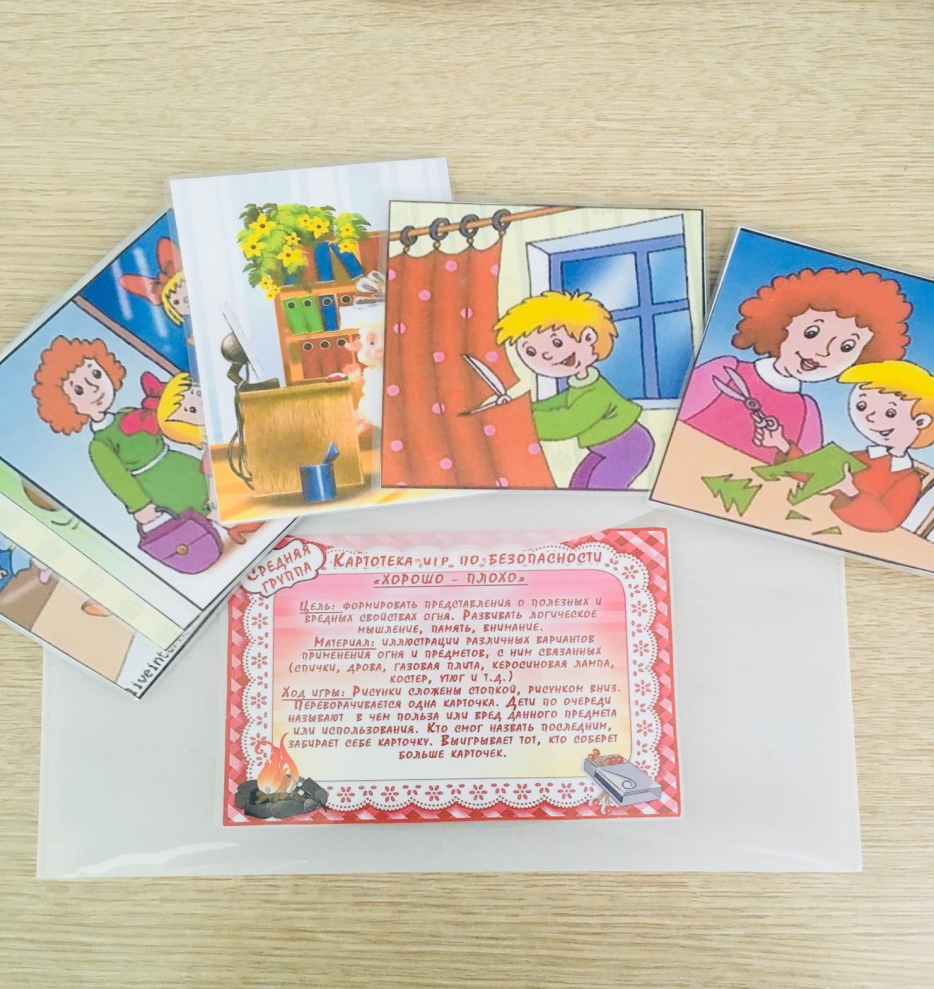 СРЕДНЯЯ
ГРУППА
КАРТОТЕКА ИГР ПО БЕЗОПАСНОСТИ
«ХОРОШО – ПЛОХО»
ЦЕЛЬ: ФОРМИРОВАТЬ ПРЕДСТАВЛЕНИЯ О ПОЛЕЗНЫХ И
ВРЕДНЫХ СВОЙСТВАХ ОГНЯ. РАЗВИВАТЬ ЛОГИЧЕСКОЕ
МЫШЛЕНИЕ, ПАМЯТЬ, ВНИМАНИЕ.
МАТЕРИАЛ: ИЛЛЮСТРАЦИИ РАЗЛИЧНЫХ ВАРИАНТОВ
ПРИМЕНЕНИЯ ОГНЯ И ПРЕДМЕТОВ, С НИМ СВЯЗАННЫХ
(СПИЧКИ, ДРОВА, ГАЗОВАЯ ПЛИТА, КЕРОСИНОВАЯ ЛАМПА,
КОСТЕР, УТЮГ И Т.Д.)
ХОД ИГРЫ: РИСУНКИ СЛОЖЕНЫ СТОПКОЙ, РИСУНКОМ ВНИЗ.
ПЕРЕВОРАЧИВАЕТСЯ ОДНА КАРТОЧКА. ДЕТИ ПО ОЧЕРЕДИ
НАЗЫВАЮТ В ЧЕМ ПОЛЬЗА ИЛИ ВРЕД ДАННОГО ПРЕДМЕТА
ИЛИ ИСПОЛЬЗОВАНИЯ. КТО СМОГ НАЗВАТЬ ПОСЛЕДНИМ,
ЗАБИРАЕТ СЕБЕ КАРТОЧКУ. ВЫИГРЫВАЕТ ТОТ, КТО СОБЕРЕТ
БОЛЬШЕ КАРТОЧЕК.